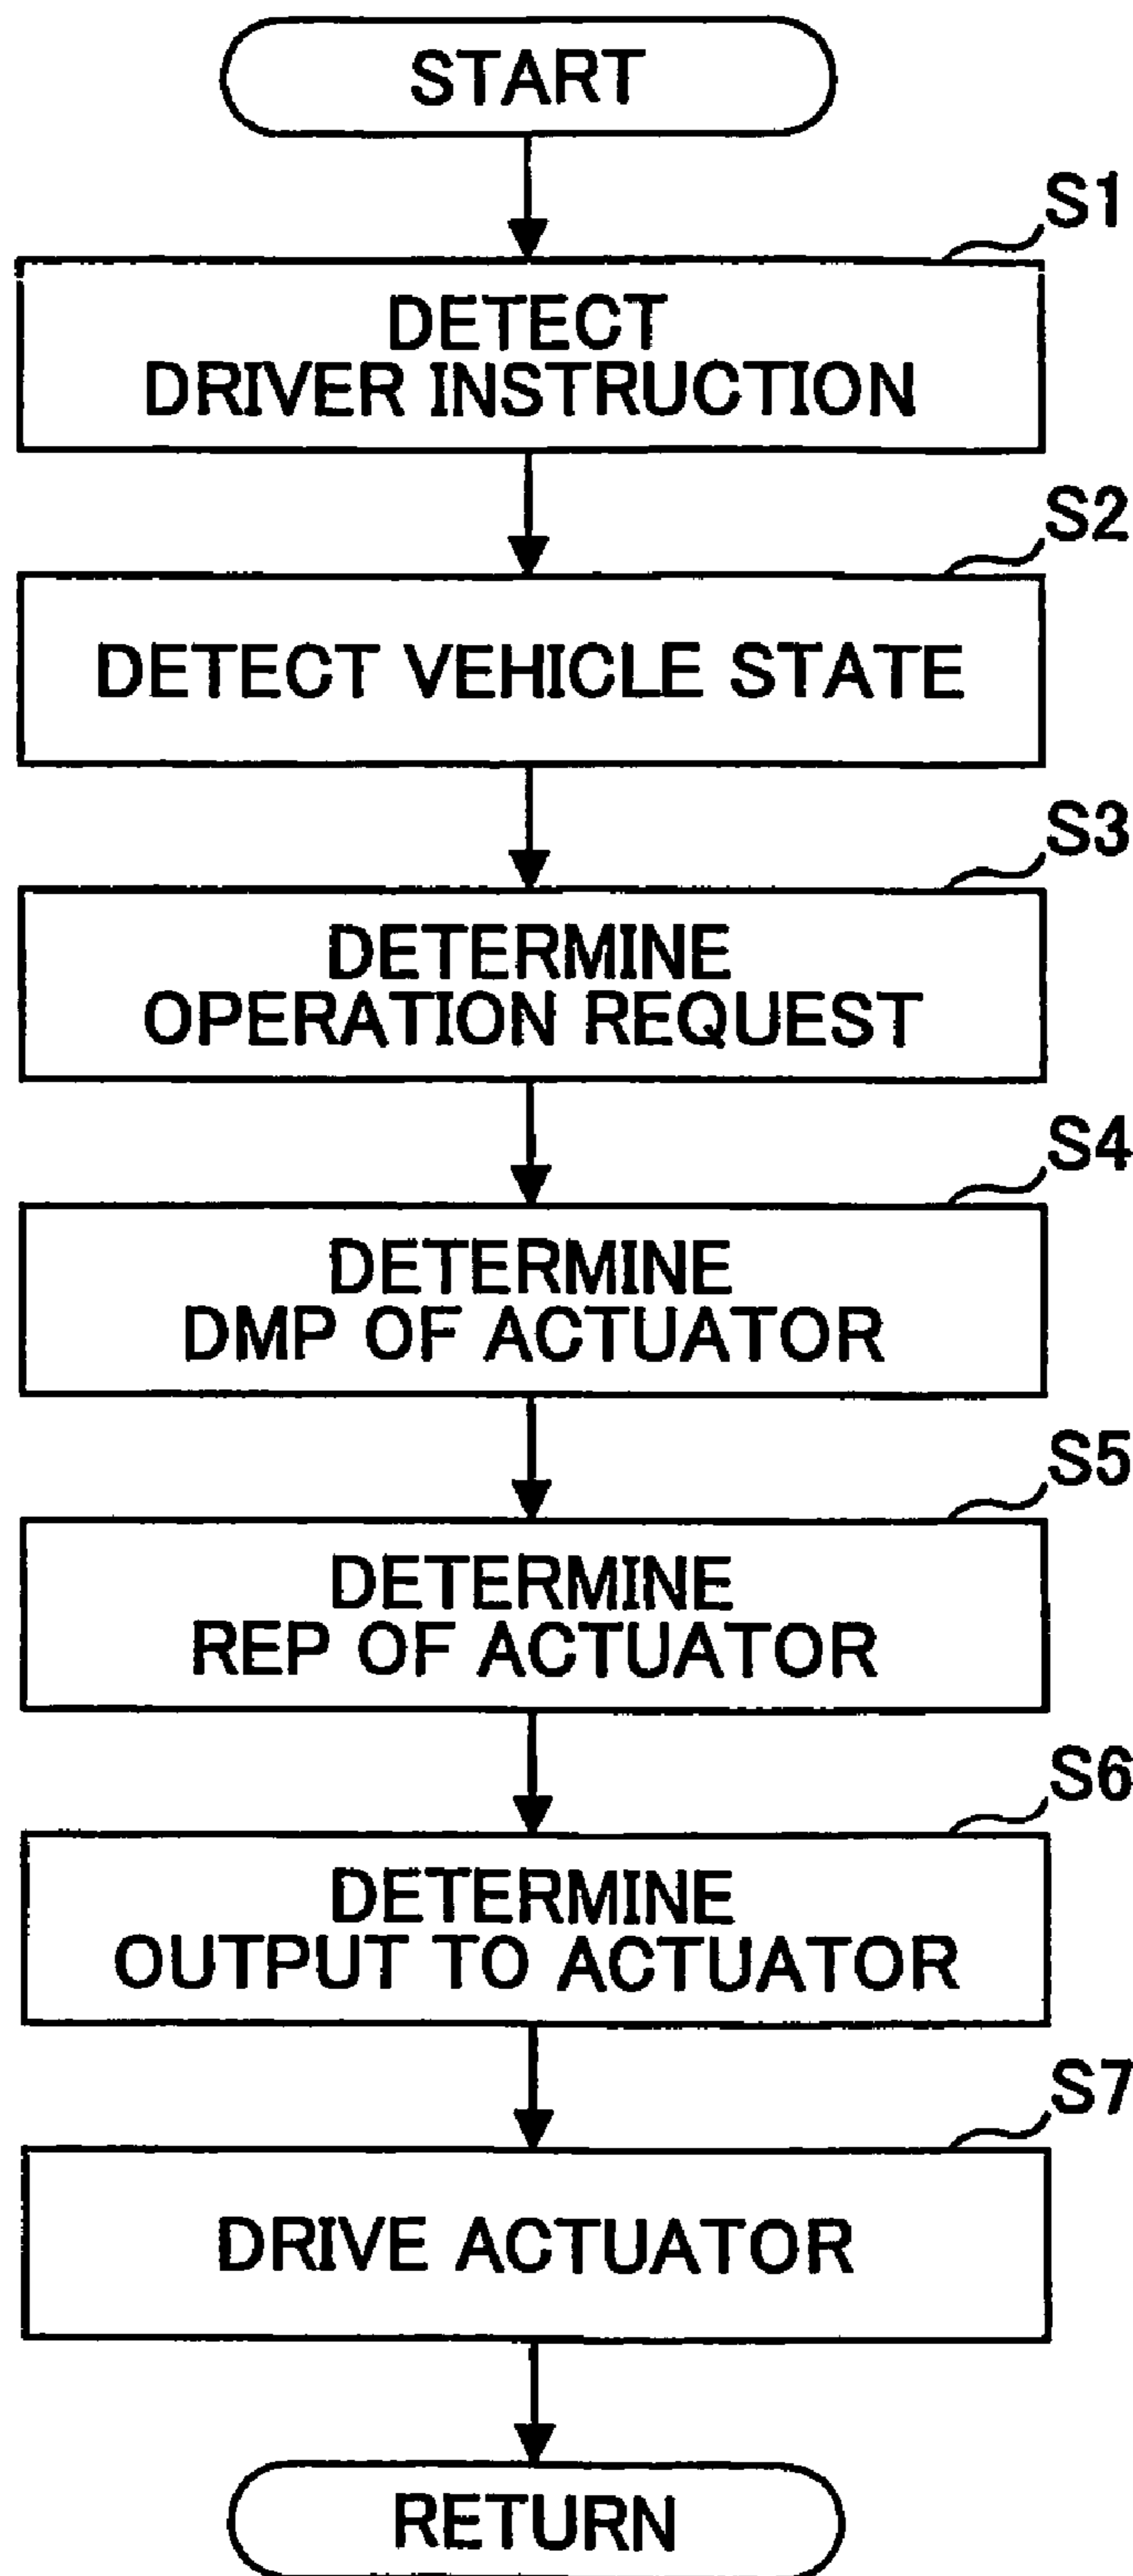 START
S1
DETECT
DRIVER INSTRUCTION
S2
DETECT VEHICLE STATE
S3
DETERMINE
OPERATION REQUEST
S4
DETERMINE
DMP OF ACTUATOR
S5
DETERMINE
REP OF ACTUATOR
S6
DETERMINE
OUTPUT TO ACTUATOR
S7
DRIVE ACTUATOR
RETURN